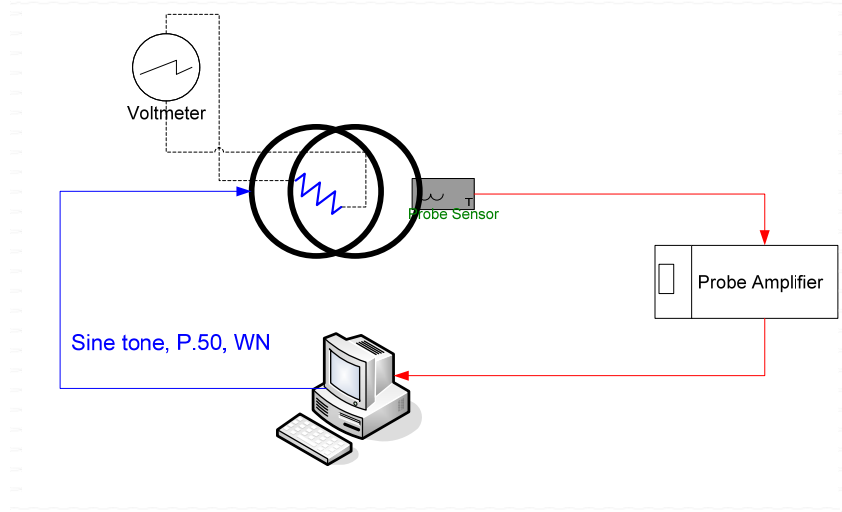 Voltmeter
T
Probe Sensor
Probe Amplifier
Sine tone, P.50, WN